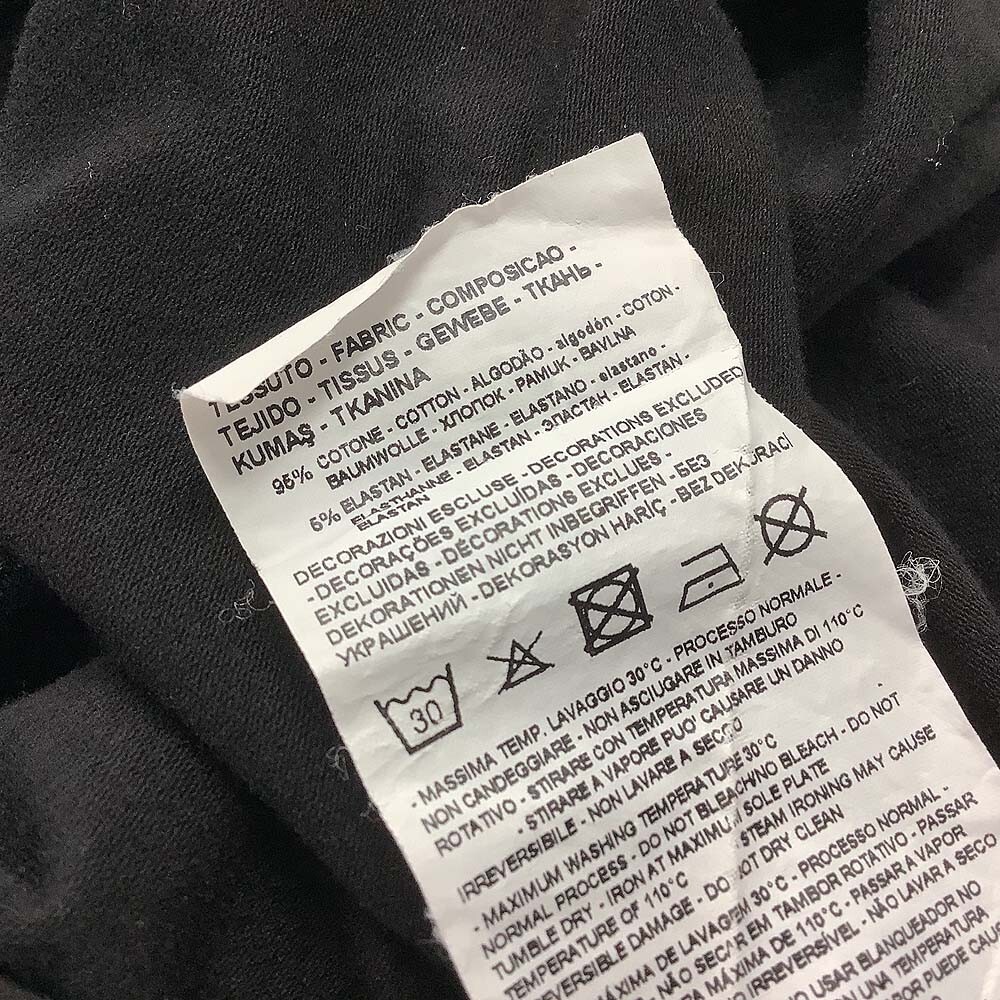 TESSUTO - FABRIC - COMPOSICAO -
TEJIDO - TISSUS - GEWEBE - ТКАНЬ -
KUMAŞ - TKANINA
95% COTONE - COTTON - ALGODÃO - algodón - COTON -
BAUMWOLLE - ХЛОПОК - PAMUK - BAVLNA
5% ELASTAN - ELASTANE - ELASTANO - elastano -
ELASTHANNE - ELASTAN - ЭЛАСТАН - ELASTAN
ELASTAN
DECORAZIONI ESCLUSE - DECORATIONS EXCLUDED
- DECORAÇÕES EXCLUÍDAS - DECORACIONES
EXCLUIDAS - DÉCORATIONS EXCLUES -
DEKORATIONEN NICHT INBEGRIFFEN - БЕЗ
УКРАШЕНИЙ - DEKORASYON HARİÇ - BEZ DEKORACÍ
30
- MASSIMA TEMP. LAVAGGIO 30°C - PROCESSO NORMALE -
NON CANDEGGIARE - NON ASCIUGARE IN TAMBURO
ROTATIVO - STIRARE CON TEMPERATURA MASSIMA DI 110°C
- STIRARE A VAPORE PUO' CAUSARE UN DANNO
IRREVERSIBILE - NON LAVARE A SECCO
- MAXIMUM WASHING TEMPERATURE 30°C
NORMAL PROCESS - DO NOT BLEACH/NO BLEACH - DO NOT
TUMBLE DRY - IRON AT MAXIMUM SOLE PLATE
TEMPERATURE OF 110°C STEAM IRONING MAY CAUSE
IRREVERSIBLE DAMAGE - DO NOT DRY CLEAN
MÁXIMA DE LAVAGEM 30°C - PROCESSO NORMAL -
- NÃO SECAR EM TAMBOR ROTATIVO - PASSAR
MÁXIMA DE 110°C - PASSAR A VAPOR
IRREVERSÍVEL - NÃO LAVAR A SECO
USAR BLANQUEADOR NO
UNA TEMPERATURA
VAPOR PUEDE CAUSAR